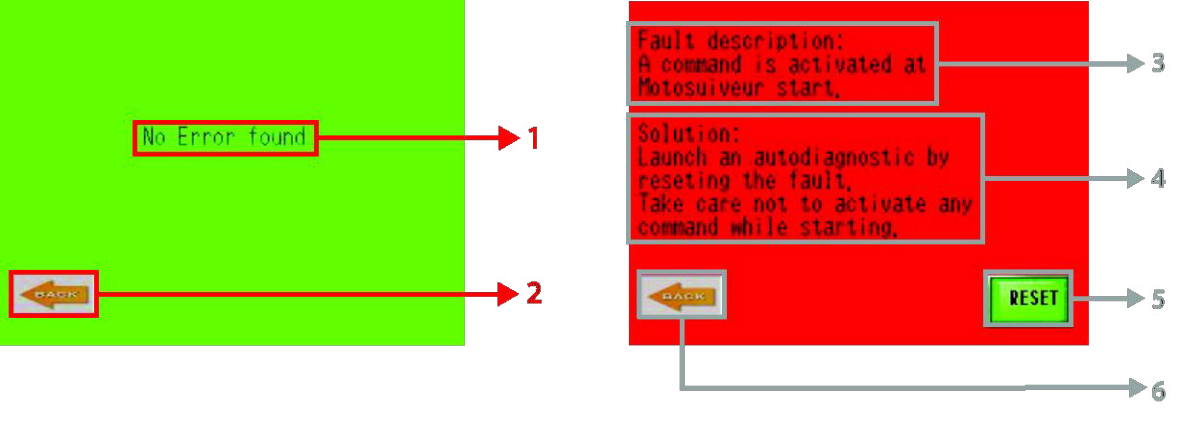 No Error found
1
BACK
2
Fault description:
A command is activated at
Motosuiveur start,
3
Solution:
Launch an autodiagnostic by
reseting the fault,
Take care not to activate any
command while starting,
4
BACK
RESET
5
6